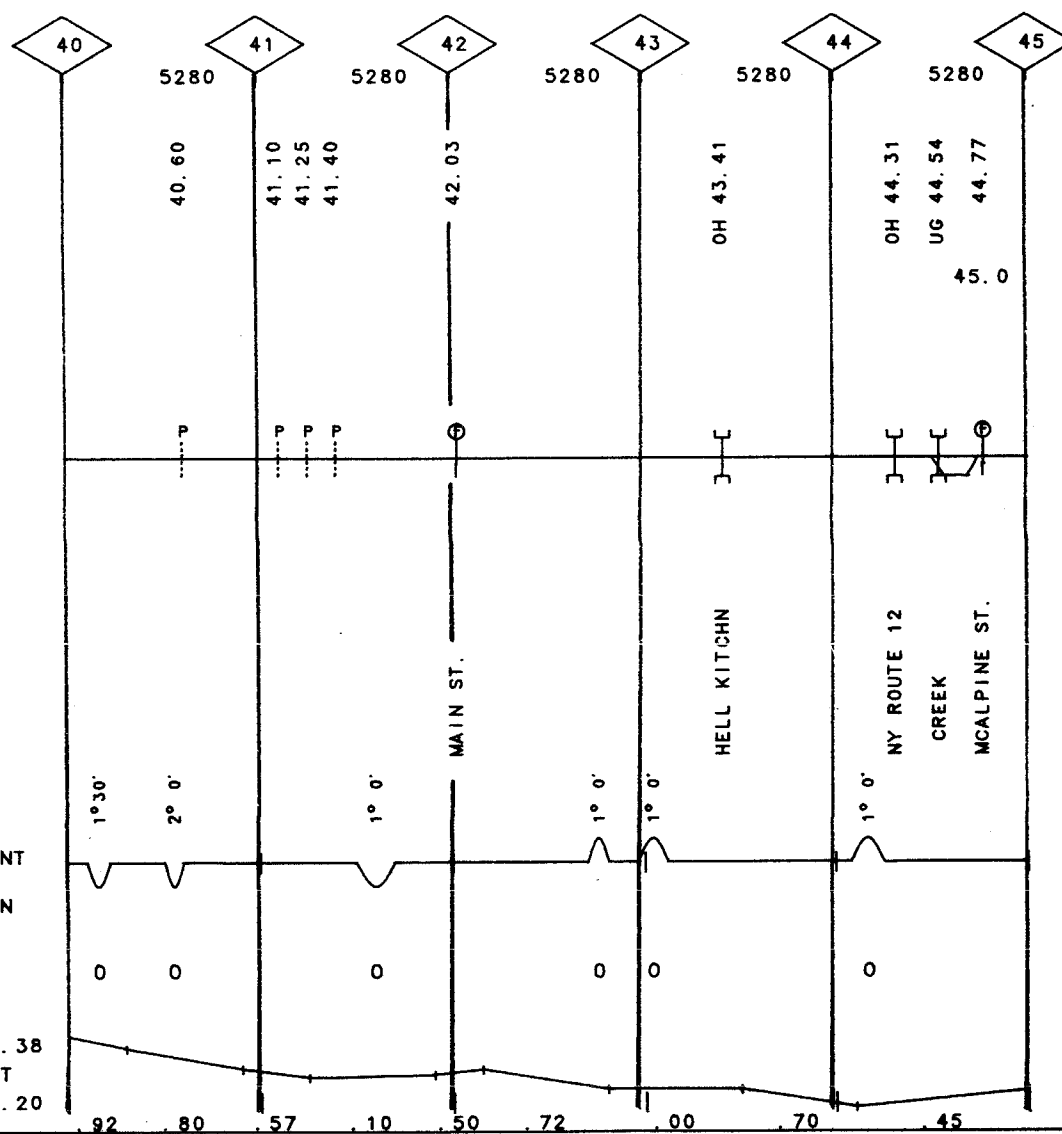 40 41 42 43 44 45
5280 5280 5280 5280 5280
40.60
41.10
41.25
41.40
42.03
OH 43.41
OH 44.31
UG 44.54
44.77
45.0
P P P P F F
MAIN ST.
HELL KITCHN
NY ROUTE 12
CREEK
MCALPINE ST.
1°30'
2° 0'
1° 0'
1° 0'
1° 0'
1° 0'
NT
N
0 0 0 0 0 0
.38
T
.20
.92 .80 .57 .10 .50 .72 .00 .70 .45